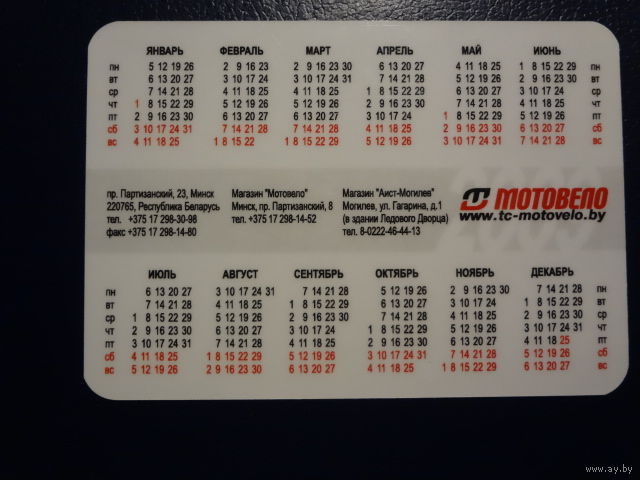 ЯНВАРЬ ФЕВРАЛЬ МАРТ АПРЕЛЬ МАЙ ИЮНЬ
пн 5 12 19 26 2 9 16 23 2 9 16 23 30 6 13 20 27 4 11 18 25 1 8 15 22 29 пн
вт 6 13 20 27 3 10 17 24 3 10 17 24 31 7 14 21 28 5 12 19 26 2 9 16 23 30 вт
ср 7 14 21 28 4 11 18 25 4 11 18 25 1 8 15 22 29 6 13 20 27 3 10 17 24 ср
чт 1 8 15 22 29 5 12 19 26 5 12 19 26 2 9 16 23 30 7 14 21 28 4 11 18 25 чт
пт 2 9 16 23 30 6 13 20 27 6 13 20 27 3 10 17 24 1 8 15 22 29 5 12 19 26 пт
сб 3 10 17 24 31 7 14 21 28 7 14 21 28 4 11 18 25 2 9 16 23 30 6 13 20 27 сб
вс 4 11 18 25 1 8 15 22 1 8 15 22 29 5 12 19 26 3 10 17 24 31 7 14 21 28 вс
пр. Партизанский, 23, Минск
220765, Республика Беларусь
тел. +375 17 298-30-98
факс +375 17 298-14-80
Магазин "Мотовело"
Минск, пр. Партизанский, 8
тел. +375 17 298-14-52
Магазин "Аист-Могилев"
Могилев, ул. Гагарина, д.1
(в здании Ледового Дворца)
тел. 8-0222-46-44-13
МОТОВЕЛО
www.tc-motovelo.by
ИЮЛЬ АВГУСТ СЕНТЯБРЬ ОКТЯБРЬ НОЯБРЬ ДЕКАБРЬ
пн 6 13 20 27 3 10 17 24 31 7 14 21 28 5 12 19 26 2 9 16 23 30 7 14 21 28 пн
вт 7 14 21 28 4 11 18 25 1 8 15 22 29 6 13 20 27 3 10 17 24 1 8 15 22 29 вт
ср 1 8 15 22 29 5 12 19 26 2 9 16 23 30 7 14 21 28 4 11 18 25 2 9 16 23 30 ср
чт 2 9 16 23 30 6 13 20 27 3 10 17 24 1 8 15 22 29 5 12 19 26 3 10 17 24 31 чт
пт 3 10 17 24 31 7 14 21 28 4 11 18 25 2 9 16 23 30 6 13 20 27 4 11 18 25 пт
сб 4 11 18 25 1 8 15 22 29 5 12 19 26 3 10 17 24 31 7 14 21 28 5 12 19 26 сб
вс 5 12 19 26 2 9 16 23 30 6 13 20 27 4 11 18 25 1 8 15 22 29 6 13 20 27 вс
www.ay.by